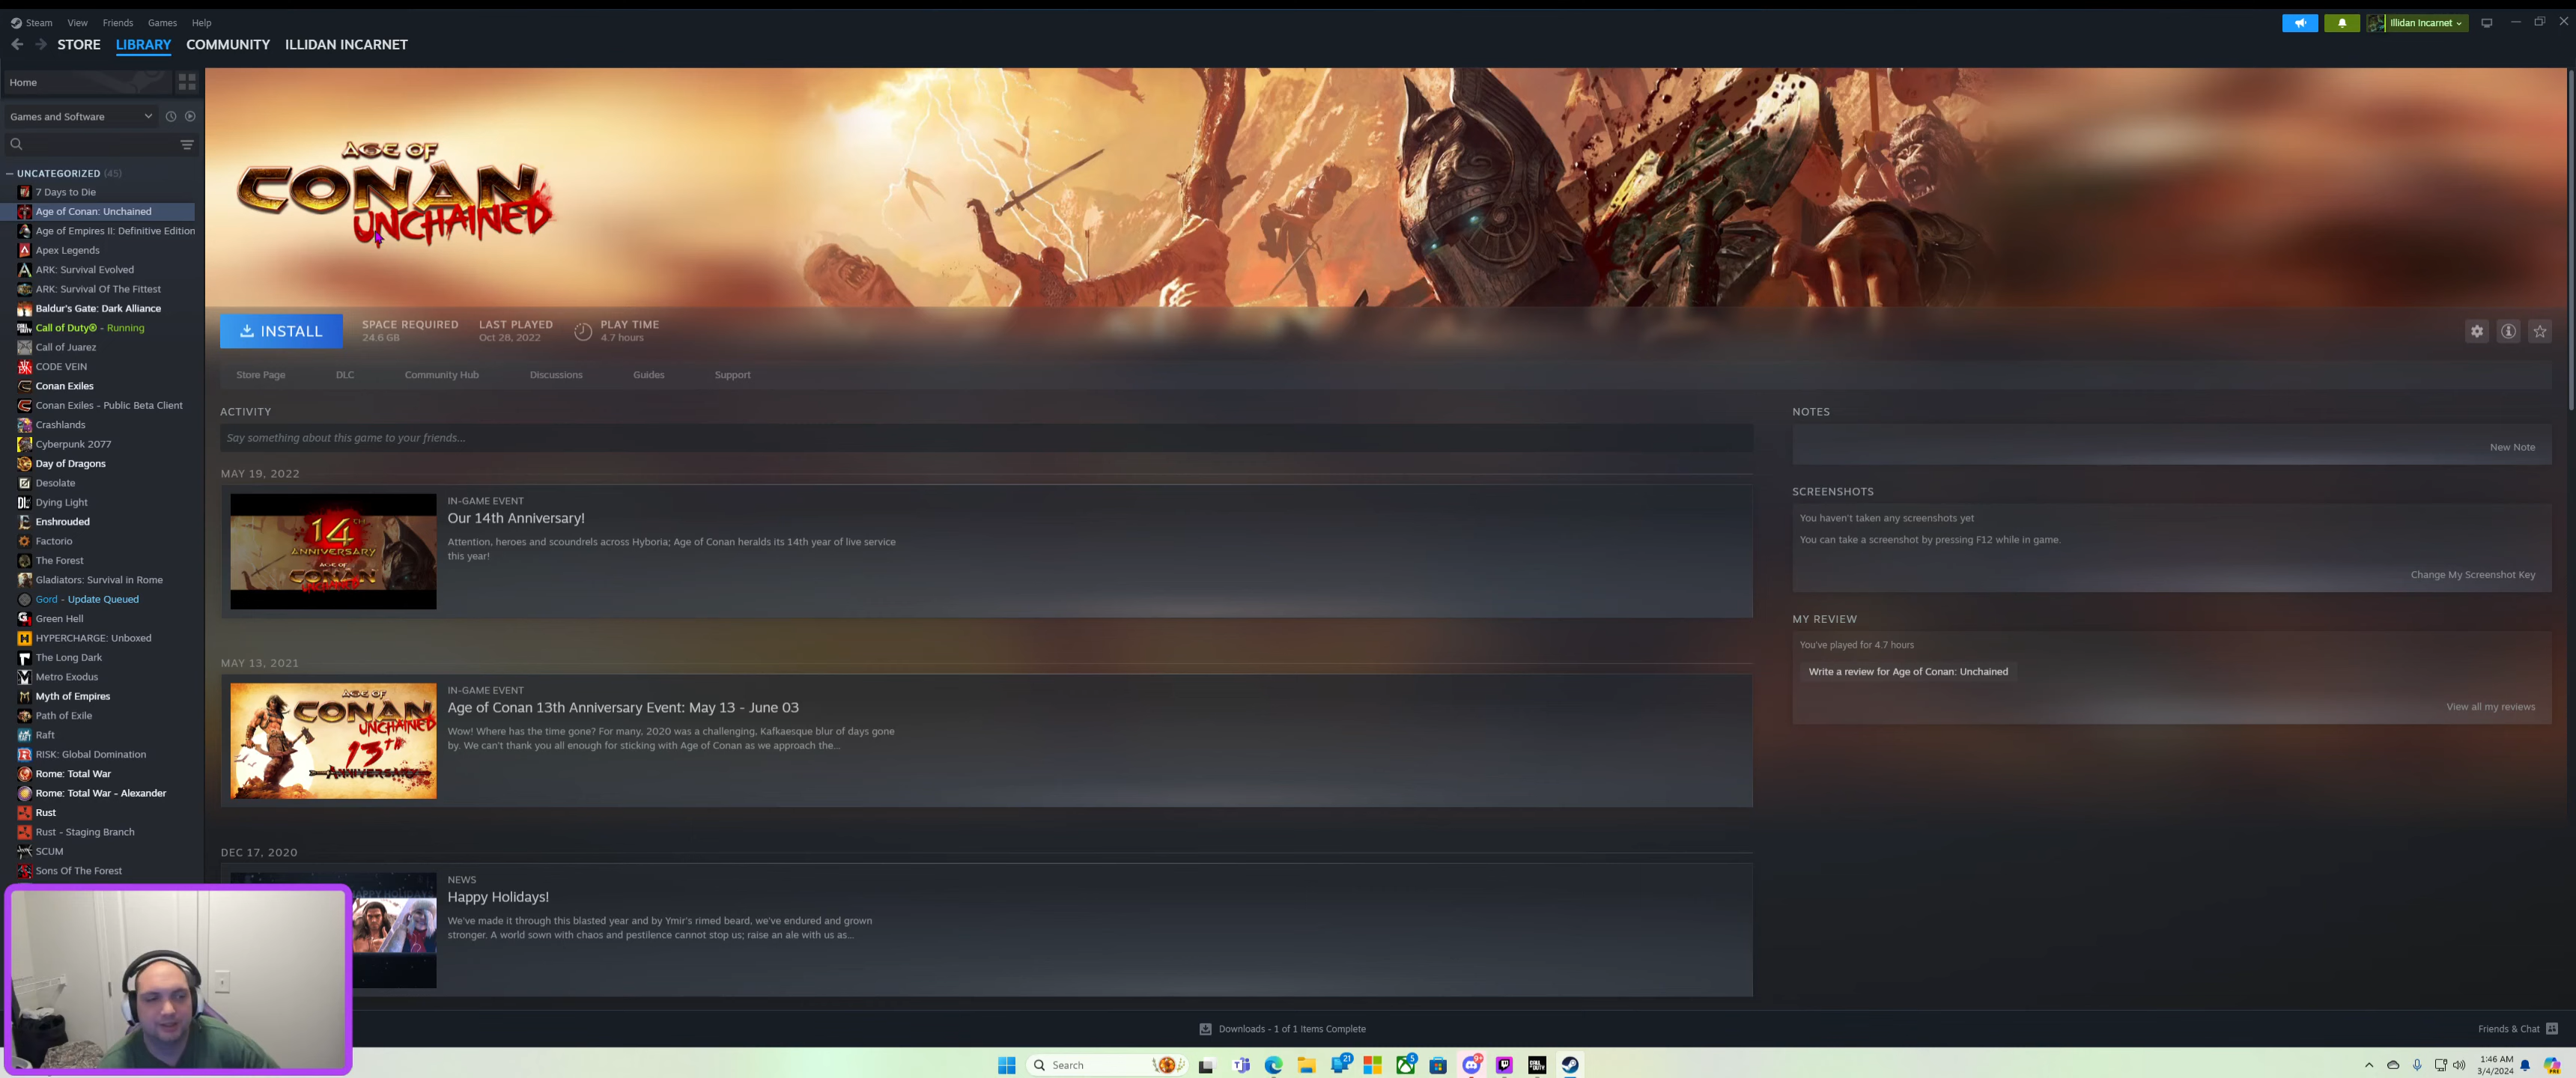 Steam View Friends Games Help
Illidan Incarnet
STORE LIBRARY COMMUNITY ILLIDAN INCARNET
Home
Games and Software
UNCATEGORIZED (45)
7 Days to Die
Age of Conan: Unchained
Age of Empires II: Definitive Edition
Apex Legends
ARK: Survival Evolved
ARK: Survival Of The Fittest
Baldur's Gate: Dark Alliance
Call of Duty® - Running
Call of Juarez
CODE VEIN
Conan Exiles
Conan Exiles - Public Beta Client
Crashlands
Cyberpunk 2077
Day of Dragons
Desolate
Dying Light
Enshrouded
Factorio
The Forest
Gladiators: Survival in Rome
Gord - Update Queued
Green Hell
HYPERCHARGE: Unboxed
The Long Dark
Metro Exodus
Myth of Empires
Path of Exile
Raft
RISK: Global Domination
Rome: Total War
Rome: Total War - Alexander
Rust
Rust - Staging Branch
SCUM
Sons Of The Forest
AGE OF
CONAN
UNCHAINED
INSTALL
SPACE REQUIRED
24.6 GB
LAST PLAYED
Oct 28, 2022
PLAY TIME
4.7 hours
Store Page DLC Community Hub Discussions Guides Support
ACTIVITY
Say something about this game to your friends...
MAY 19, 2022
14TH
ANNIVERSARY
AGE OF
CONAN
IN-GAME EVENT
Our 14th Anniversary!
Attention, heroes and scoundrels across Hyboria; Age of Conan heralds its 14th year of live service
this year!
MAY 13, 2021
AGE OF
CONAN
UNCHAINED
13TH
ANNIVERSARY
IN-GAME EVENT
Age of Conan 13th Anniversary Event: May 13 - June 03
Wow! Where has the time gone? For many, 2020 was a challenging, Kafkaesque blur of days gone
by. We can't thank you all enough for sticking with Age of Conan as we approach the...
DEC 17, 2020
NEWS
Happy Holidays!
We've made it through this blasted year and by Ymir's rimed beard, we've endured and grown
stronger. A world sown with chaos and pestilence cannot stop us; raise an ale with us as...
NOTES
New Note
SCREENSHOTS
You haven't taken any screenshots yet
You can take a screenshot by pressing F12 while in game.
Change My Screenshot Key
MY REVIEW
You've played for 4.7 hours
Write a review for Age of Conan: Unchained
View all my reviews
Downloads - 1 of 1 Items Complete
Friends & Chat
Search
21
5
9+
1:46 AM
3/4/2024